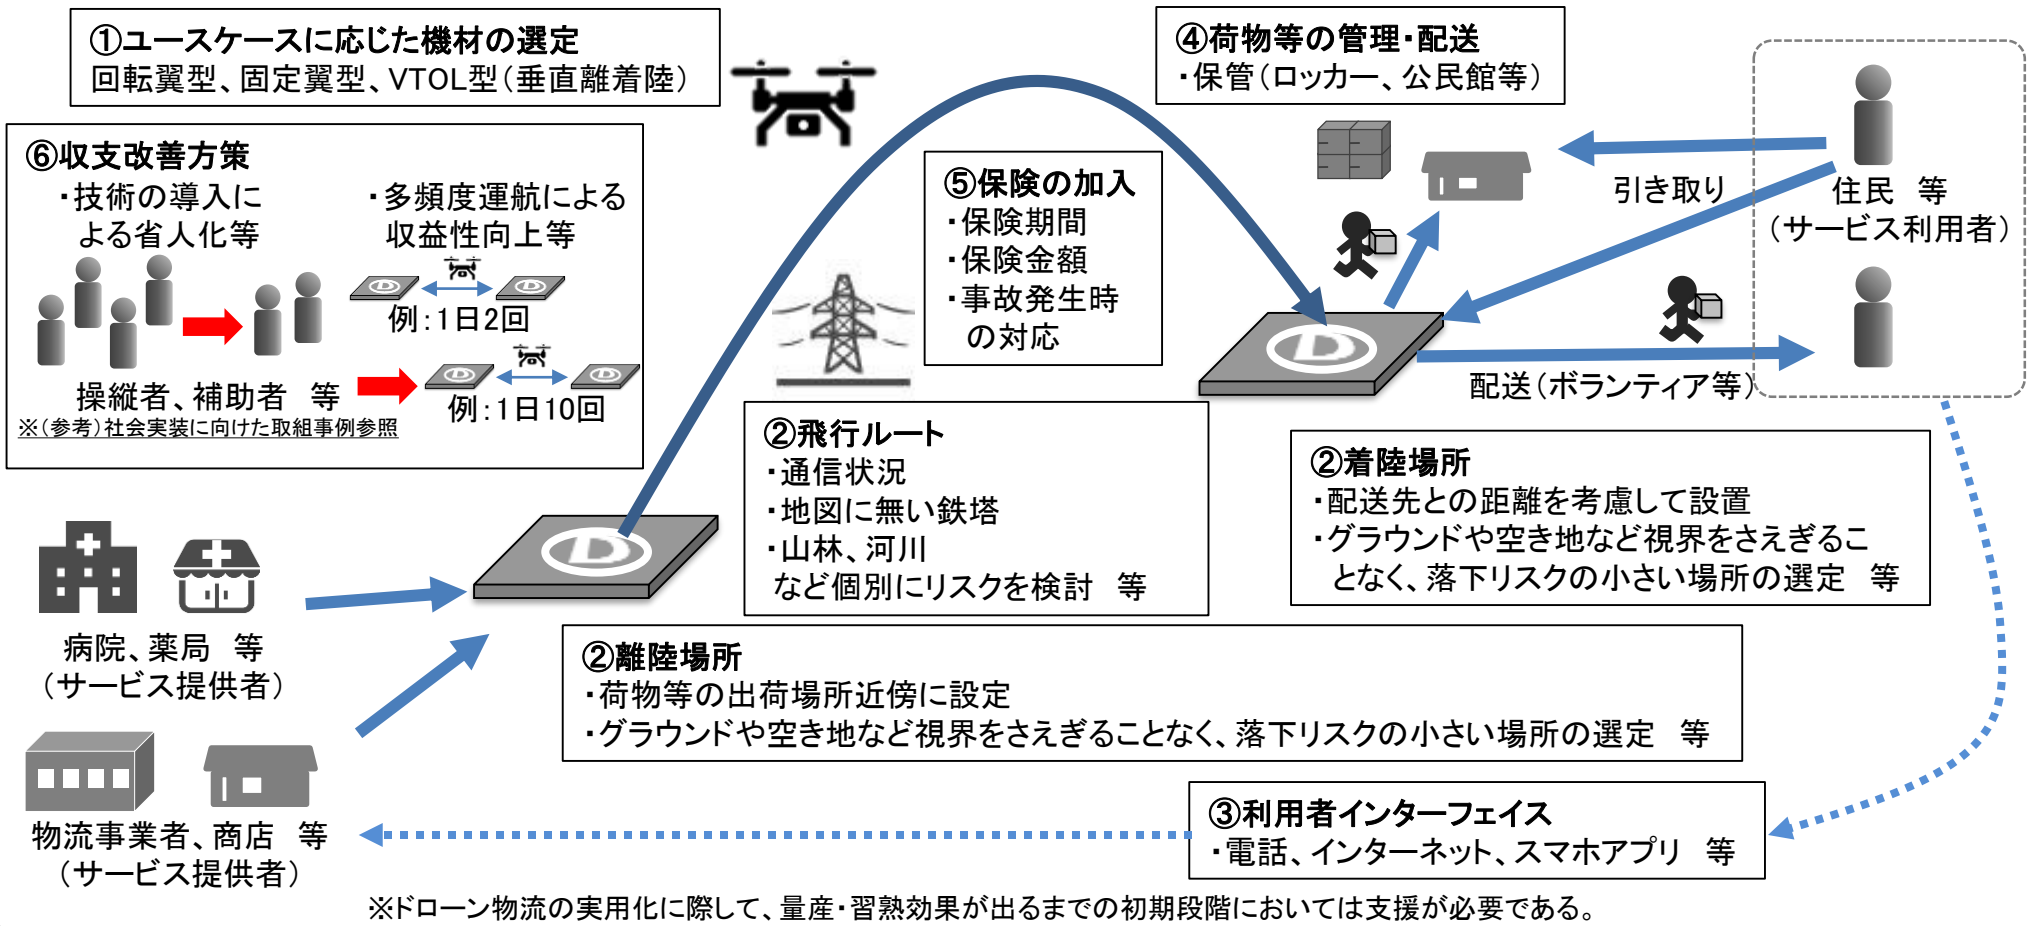 ①ユースケースに応じた機材の選定
回転翼型、固定翼型、VTOL型（垂直離着陸）
⑥収支改善方策
・技術の導入に
よる省人化等
・多頻度運航による
収益性向上等
例：1日2回
操縦者、補助者　等
例：1日10回
※（参考）社会実装に向けた取組事例参照
④荷物等の管理・配送
・保管（ロッカー、公民館等）
⑤保険の加入
・保険期間
・保険金額
・事故発生時
の対応
引き取り
住民　等
（サービス利用者）
配送（ボランティア等）
D
D
D
D
D
D
②飛行ルート
・通信状況
・地図に無い鉄塔
・山林、河川
など個別にリスクを検討　等
②着陸場所
・配送先との距離を考慮して設置
・グラウンドや空き地など視界をさえぎるこ
となく、落下リスクの小さい場所の選定　等
病院、薬局　等
（サービス提供者）
②離陸場所
・荷物等の出荷場所近傍に設定
・グラウンドや空き地など視界をさえぎることなく、落下リスクの小さい場所の選定　等
物流事業者、商店　等
（サービス提供者）
③利用者インターフェイス
・電話、インターネット、スマホアプリ　等
※ドローン物流の実用化に際して、量産・習熟効果が出るまでの初期段階においては支援が必要である。